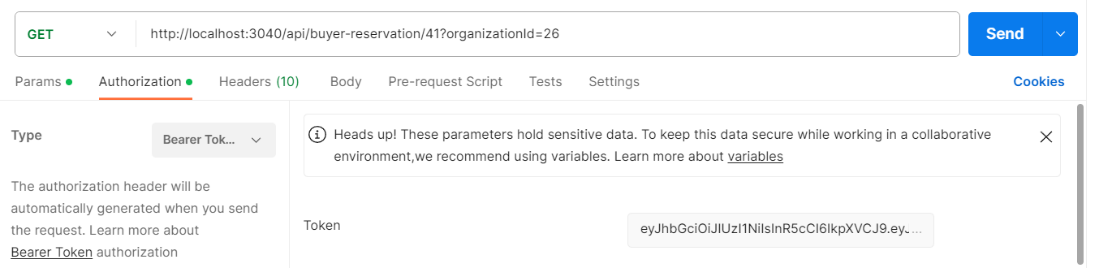 GET http://localhost:3040/api/buyer-reservation/41?organizationId=26 Send
Params Authorization Headers (10) Body Pre-request Script Tests Settings Cookies
Type Bearer Tok...
The authorization header will be
automatically generated when you send
the request. Learn more about
Bearer Token authorization
Heads up! These parameters hold sensitive data. To keep this data secure while working in a collaborative
environment,we recommend using variables. Learn more about variables
Token eyJhbGciOiJIUzI1NiIsInR5cCI6IkpXVCJ9.eyJ...